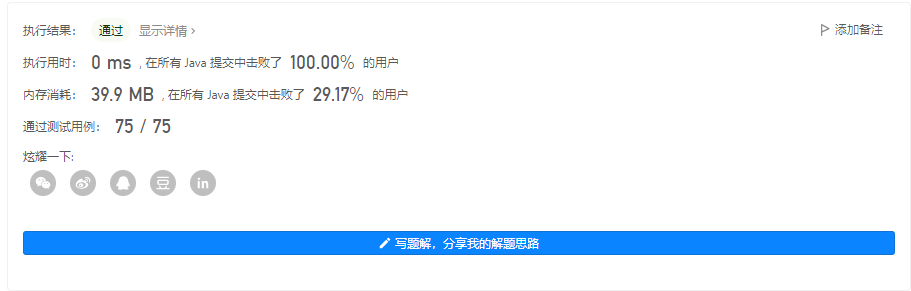 执行结果： 通过 显示详情 › 添加备注
执行用时： 0 ms , 在所有 Java 提交中击败了 100.00% 的用户
内存消耗： 39.9 MB , 在所有 Java 提交中击败了 29.17% 的用户
通过测试用例： 75 / 75
炫耀一下:
豆 in
写题解，分享我的解题思路